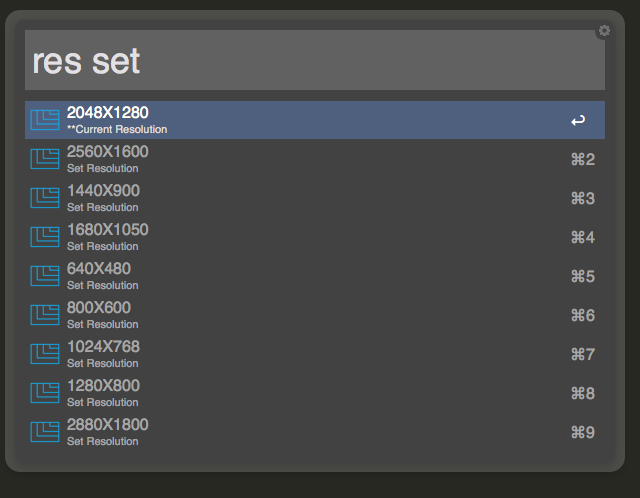 res set
2048X1280
**Current Resolution
↩
2560X1600
Set Resolution
⌘2
1440X900
Set Resolution
⌘3
1680X1050
Set Resolution
⌘4
640X480
Set Resolution
⌘5
800X600
Set Resolution
⌘6
1024X768
Set Resolution
⌘7
1280X800
Set Resolution
⌘8
2880X1800
Set Resolution
⌘9